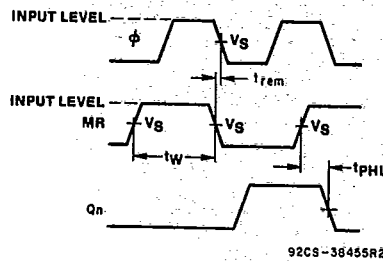 INPUT LEVEL
ϕ
VS
trem
INPUT LEVEL
MR
VS
VS
VS
tW
tPHL
Qn
92CS-38455R2